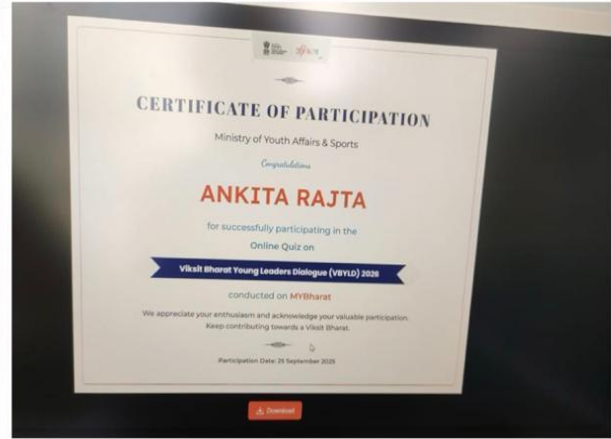 CERTIFICATE OF PARTICIPATION
Ministry of Youth Affairs & Sports
Congratulations
ANKITA RAJTA
for successfully participating in the
Online Quiz on
Viksit Bharat Young Leaders Dialogue (VBYLD) 2026
conducted on MYBharat
We appreciate your enthusiasm and acknowledge your valuable participation.
Keep contributing towards a Viksit Bharat.
Participation Date: 25 September 2025
Download